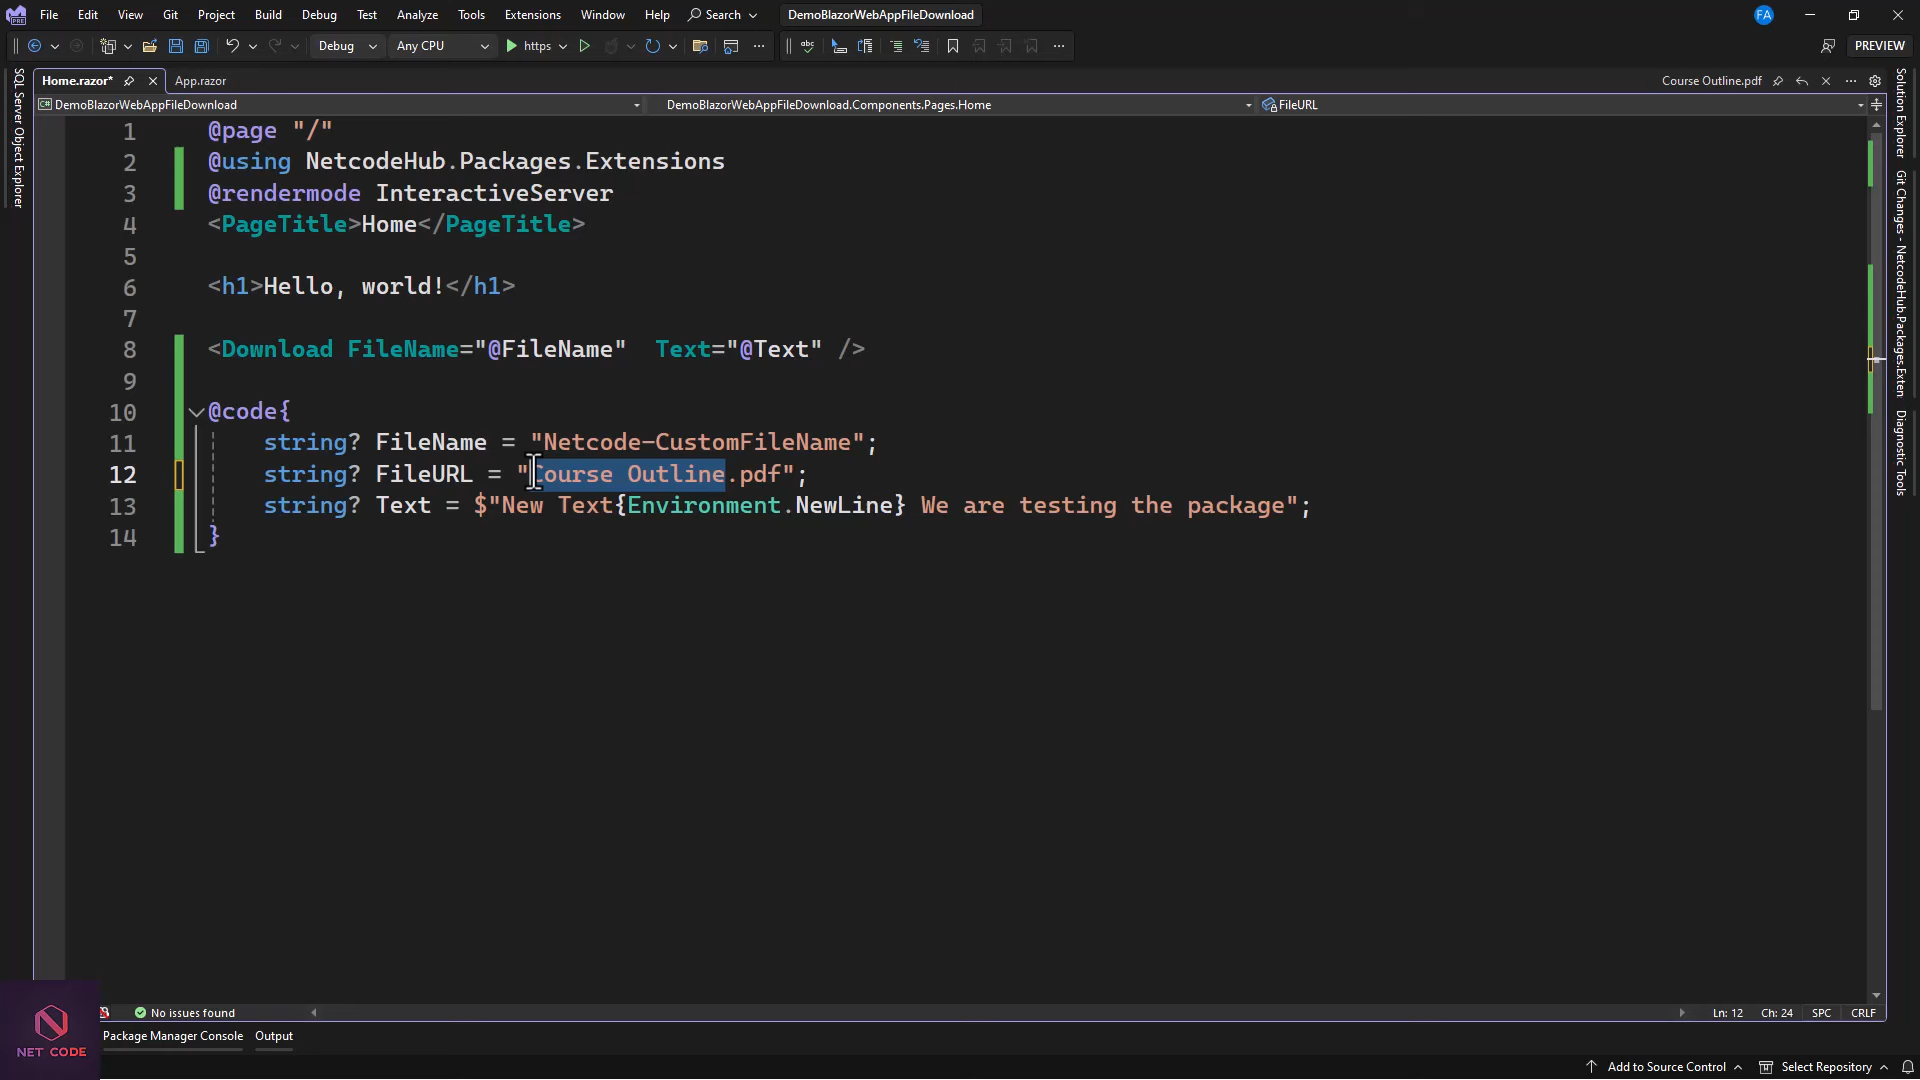 File Edit View Git Project Build Debug Test Analyze Tools Extensions Window Help Search DemoBlazorWebAppFileDownload FA
Debug Any CPU https PREVIEW
Home.razor* App.razor Course Outline.pdf
DemoBlazorWebAppFileDownload DemoBlazorWebAppFileDownload.Components.Pages.Home FileURL
SQL Server Object Explorer
1 @page "/"
2 @using NetcodeHub.Packages.Extensions
3 @rendermode InteractiveServer
4 <PageTitle>Home</PageTitle>
5
6 <h1>Hello, world!</h1>
7
8 <Download FileName="@FileName"  Text="@Text" />
9
10 @code{
11 string? FileName = "Netcode-CustomFileName";
12 string? FileURL = "Course Outline.pdf";
13 string? Text = $"New Text{Environment.NewLine} We are testing the package";
14 }
Solution Explorer
Git Changes - NetcodeHub.Packages.Exten
Diagnostic Tools
No issues found Ln: 12 Ch: 24 SPC CRLF
Package Manager Console Output
NET CODE
Add to Source Control Select Repository